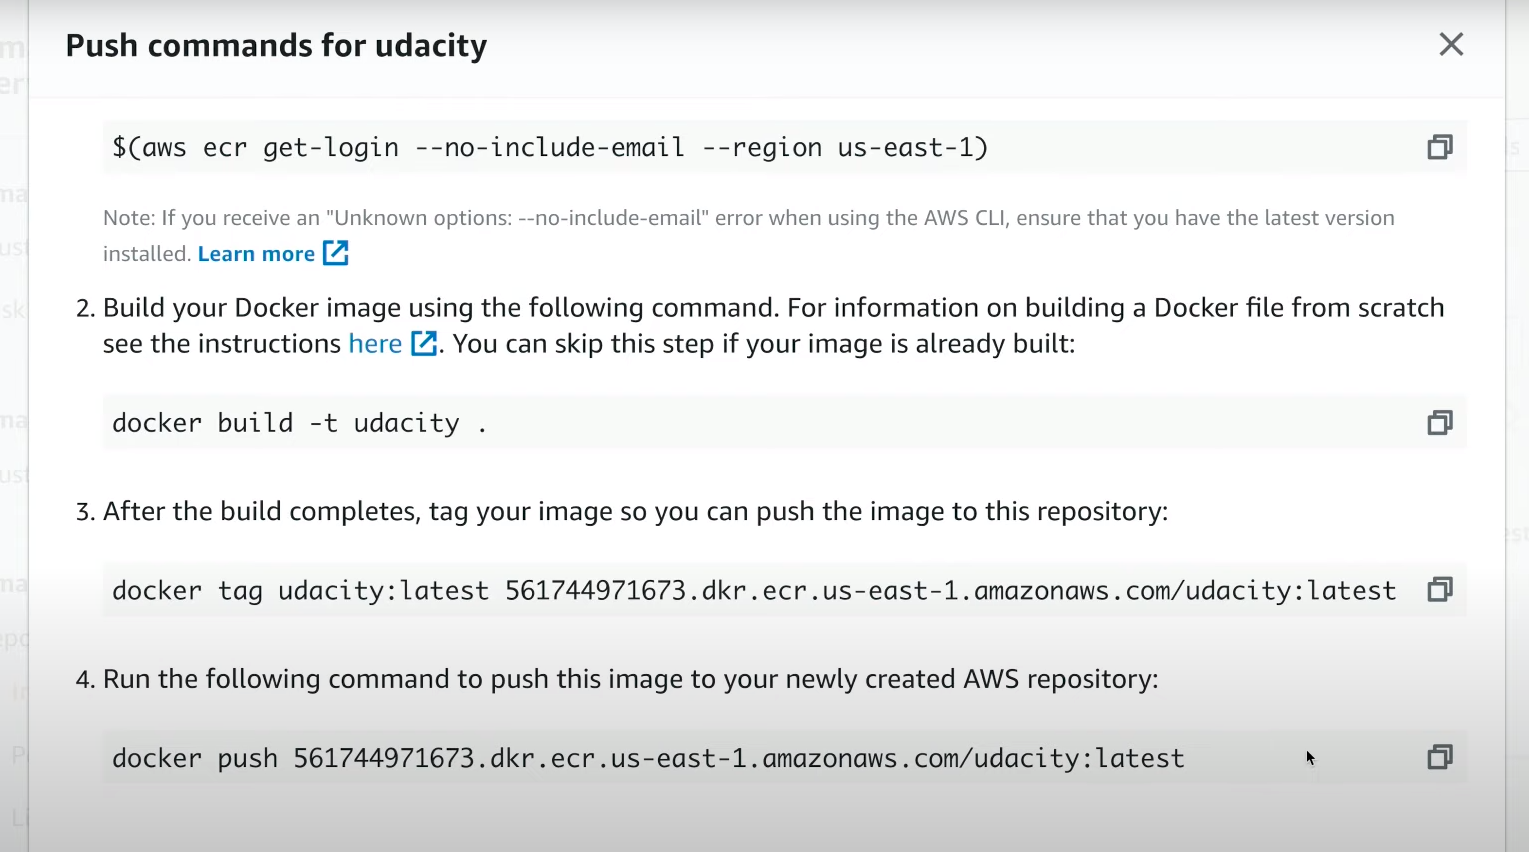 Push commands for udacity
$(aws ecr get-login --no-include-email --region us-east-1)
Note: If you receive an "Unknown options: --no-include-email" error when using the AWS CLI, ensure that you have the latest version
installed. Learn more
2. Build your Docker image using the following command. For information on building a Docker file from scratch
see the instructions here. You can skip this step if your image is already built:
docker build -t udacity .
3. After the build completes, tag your image so you can push the image to this repository:
docker tag udacity:latest 561744971673.dkr.ecr.us-east-1.amazonaws.com/udacity:latest
4. Run the following command to push this image to your newly created AWS repository:
docker push 561744971673.dkr.ecr.us-east-1.amazonaws.com/udacity:latest